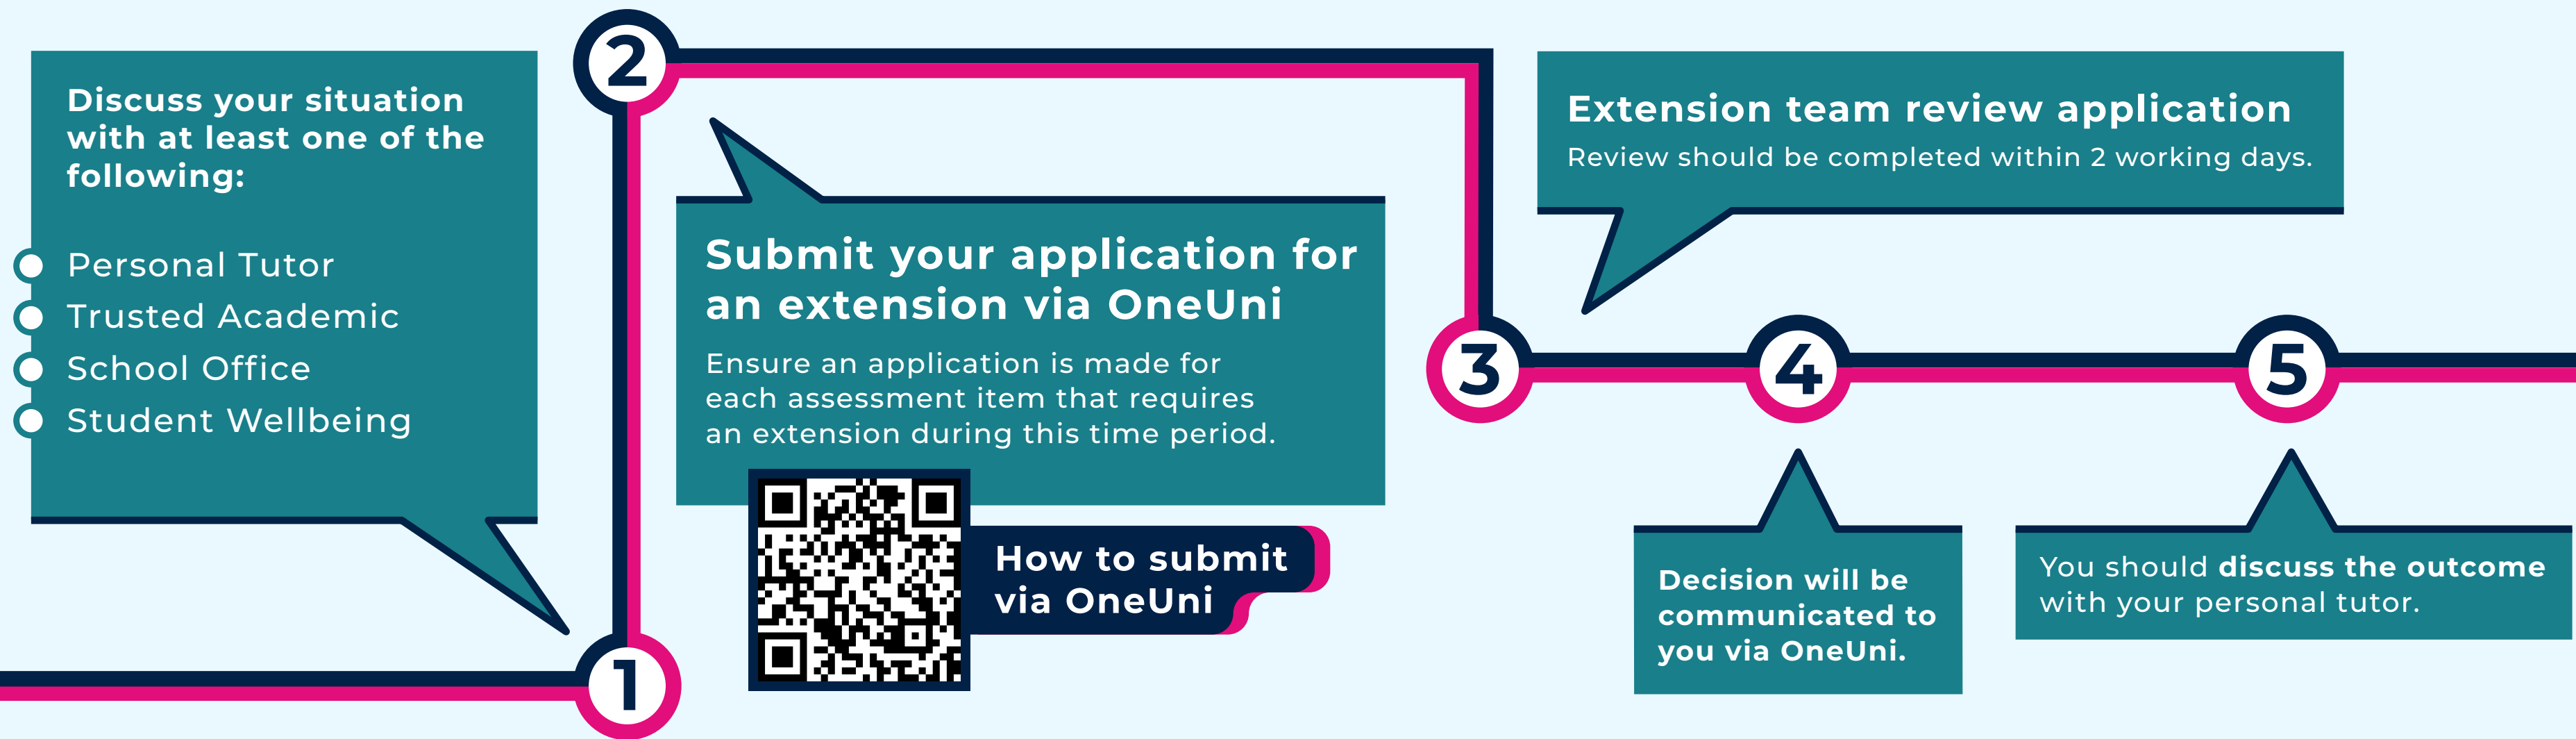 1
Discuss your situation
with at least one of the
following:
Personal Tutor
Trusted Academic
School Office
Student Wellbeing
2
Submit your application for
an extension via OneUni
Ensure an application is made for
each assessment item that requires
an extension during this time period.
How to submit
via OneUni
3
Extension team review application
Review should be completed within 2 working days.
4
Decision will be
communicated to
you via OneUni.
5
You should discuss the outcome
with your personal tutor.